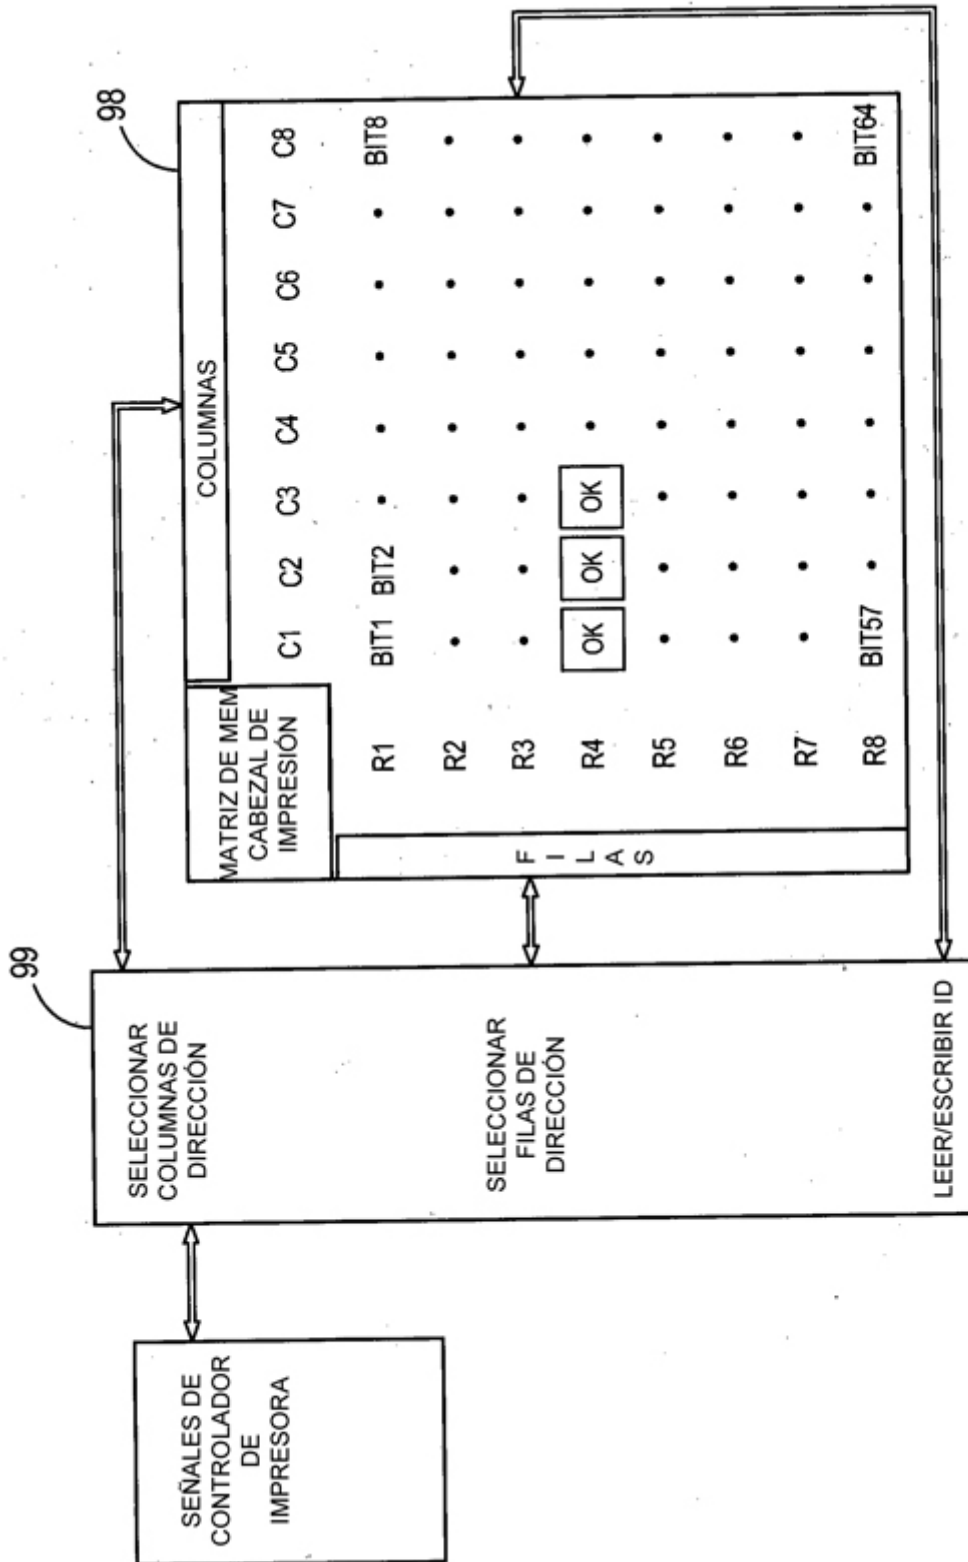 98
COLUMNAS
MATRIZ DE MEM
CABEZAL DE
IMPRESIÓN
C1 C2 C3 C4 C5 C6 C7 C8
R1 BIT1 BIT2 BIT8
R2
R3
R4 OK OK OK
R5
R6
R7
R8 BIT57 BIT64
FILAS
99
SELECCIONAR
COLUMNAS DE
DIRECCIÓN
SELECCIONAR
FILAS DE
DIRECCIÓN
LEER/ESCRIBIR ID
SEÑALES DE
CONTROLADOR
DE
IMPRESORA